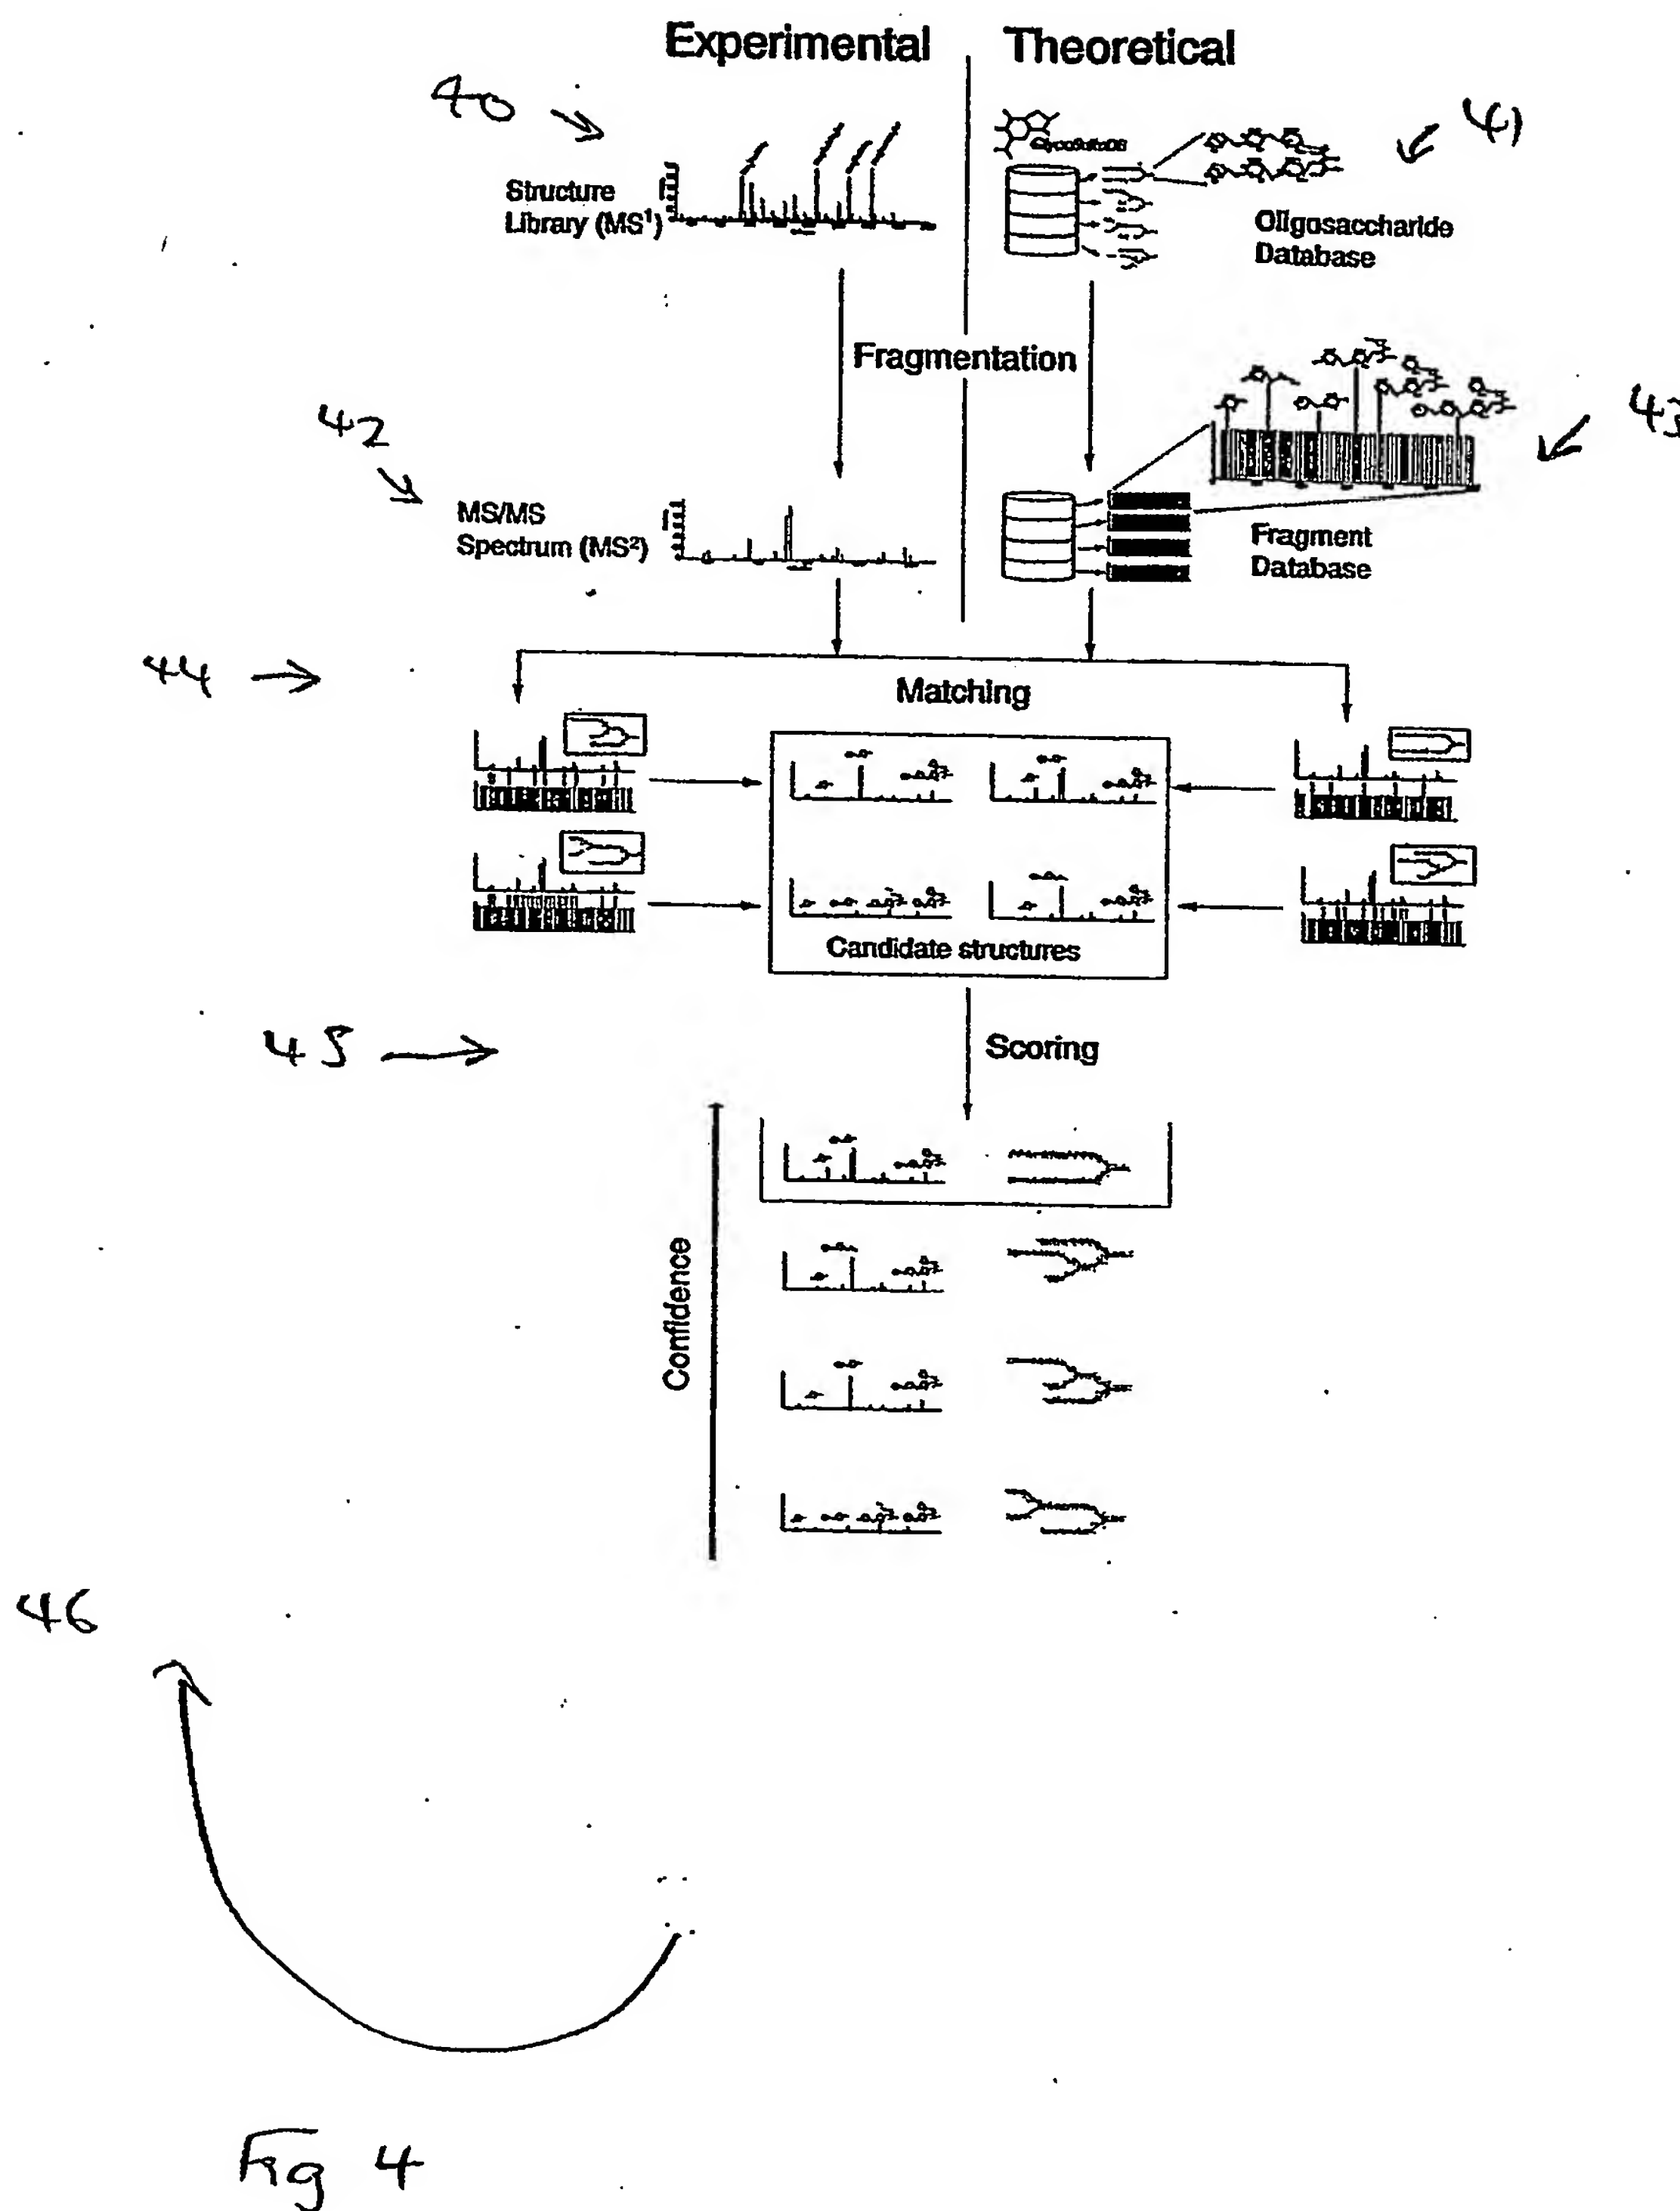 Experimental
Theoretical
40
41
GlycoSuiteDB
Structure
Library (MS¹)
Oligosaccharide
Database
Fragmentation
42
43
MS/MS
Spectrum (MS²)
Fragment
Database
44
Matching
Candidate structures
45
Scoring
Confidence
46
Fig 4